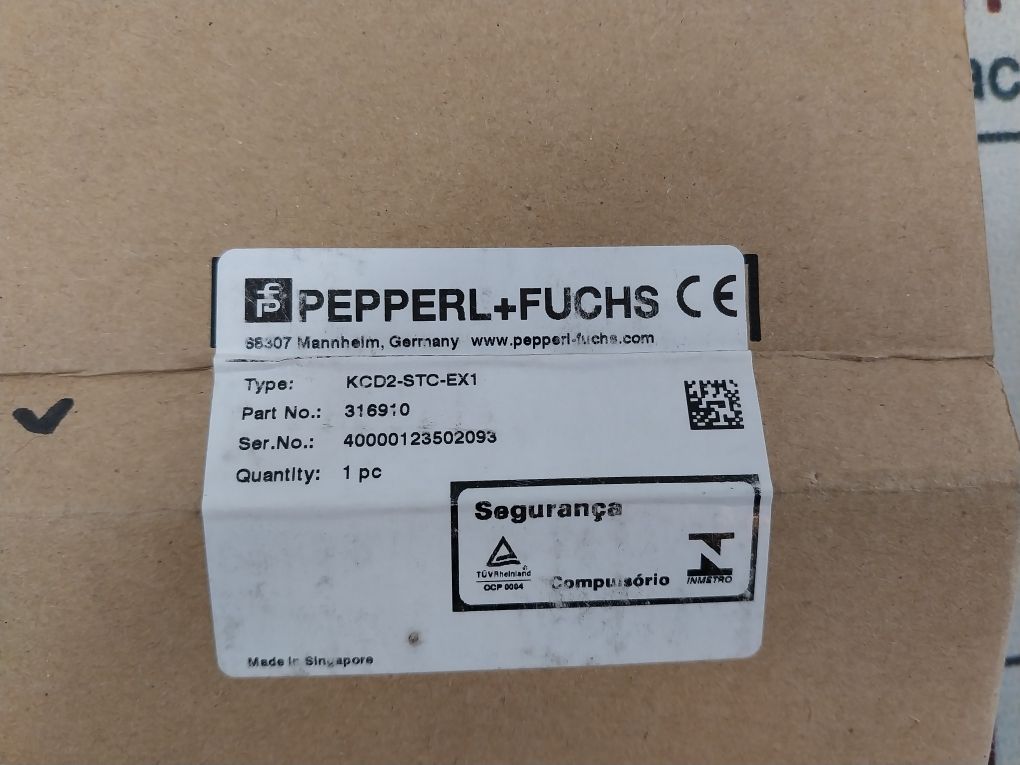 PEPPERL+FUCHS CE
68307 Mannheim, Germany www.pepperl-fuchs.com
Type: KCD2-STC-EX1
Part No.: 316910
Ser.No.: 40000123502093
Quantity: 1 pc
Segurança
TÜVRheinland
OCP 0004
Compulsório
INMETRO
Made in Singapore
ac